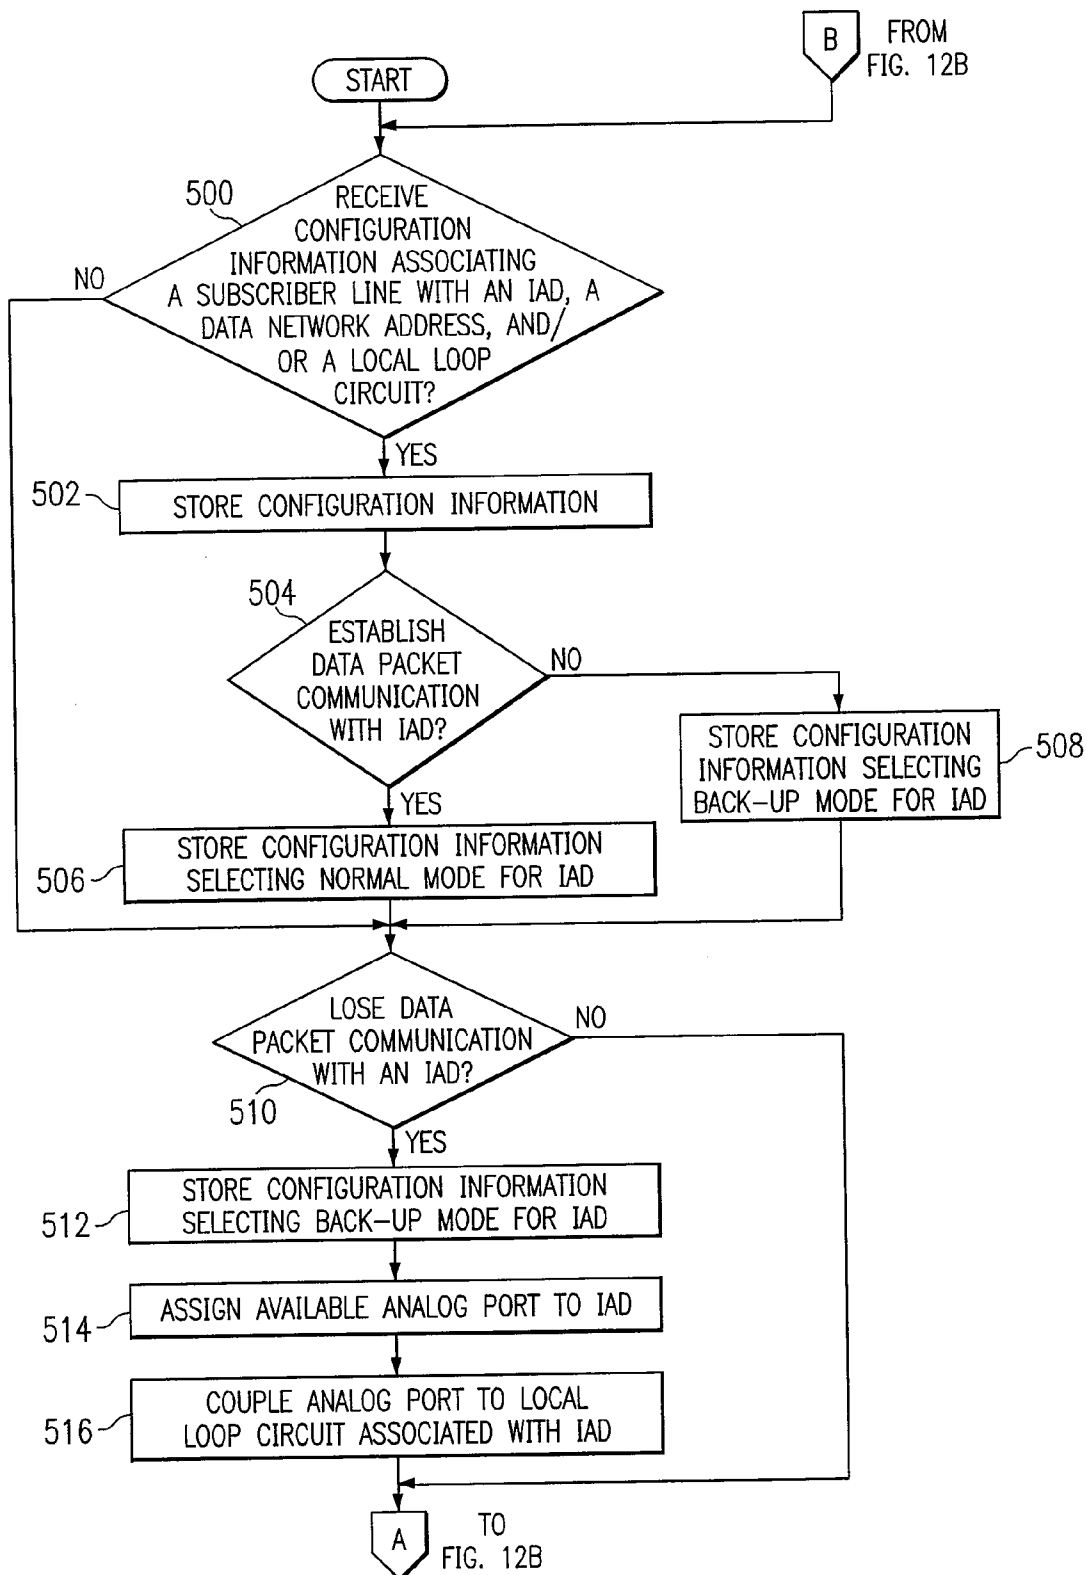 B
FROM
FIG. 12B
START
500
RECEIVE
CONFIGURATION
INFORMATION ASSOCIATING
A SUBSCRIBER LINE WITH AN IAD, A
DATA NETWORK ADDRESS, AND/
OR A LOCAL LOOP
CIRCUIT?
NO
YES
502
STORE CONFIGURATION INFORMATION
504
ESTABLISH
DATA PACKET
COMMUNICATION
WITH IAD?
NO
STORE CONFIGURATION
INFORMATION SELECTING
BACK-UP MODE FOR IAD
508
YES
STORE CONFIGURATION INFORMATION
SELECTING NORMAL MODE FOR IAD
506
LOSE DATA
PACKET COMMUNICATION
WITH AN IAD?
NO
510
YES
STORE CONFIGURATION INFORMATION
SELECTING BACK-UP MODE FOR IAD
512
ASSIGN AVAILABLE ANALOG PORT TO IAD
514
COUPLE ANALOG PORT TO LOCAL
LOOP CIRCUIT ASSOCIATED WITH IAD
516
A
TO
FIG. 12B